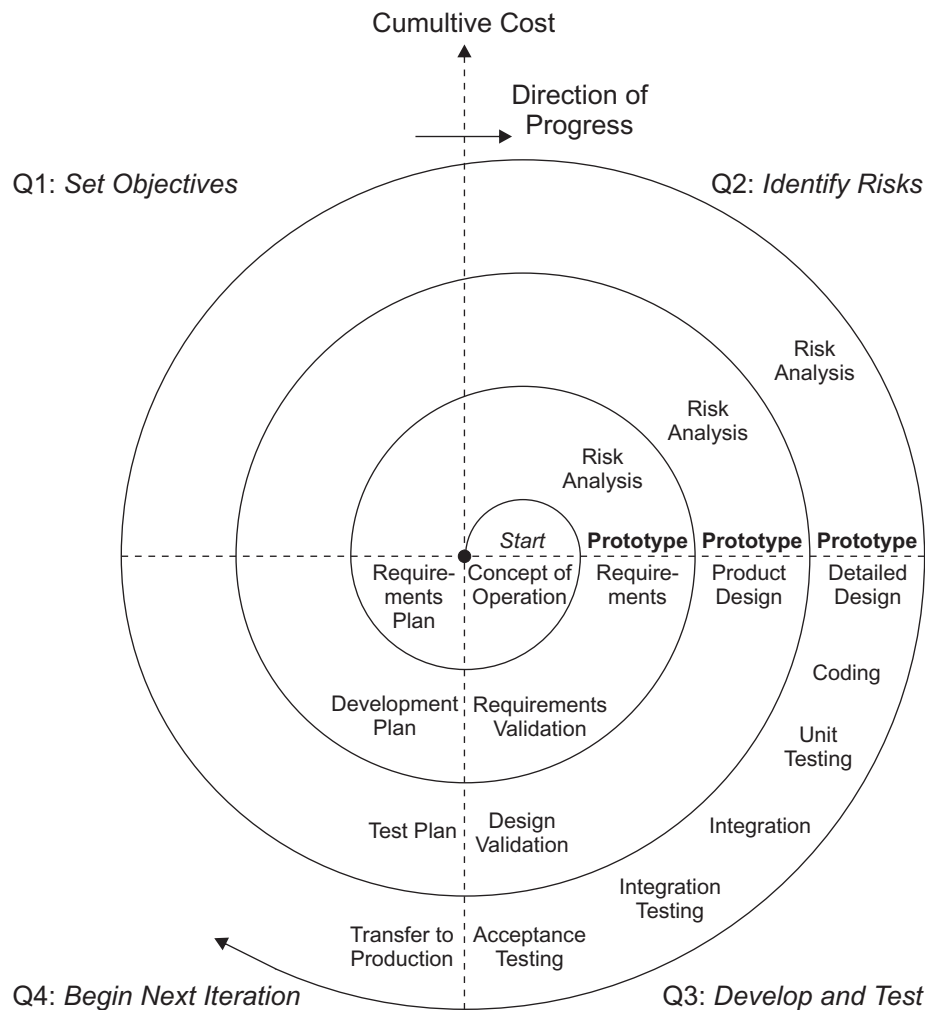 Cumultive Cost
Direction of
Progress
Q1: Set Objectives
Q2: Identify Risks
Risk
Analysis
Risk
Analysis
Risk
Analysis
Start
Prototype
Prototype
Prototype
Require-
ments
Plan
Concept of
Operation
Require-
ments
Product
Design
Detailed
Design
Coding
Development
Plan
Requirements
Validation
Unit
Testing
Test Plan
Design
Validation
Integration
Integration
Testing
Transfer to
Production
Acceptance
Testing
Q4: Begin Next Iteration
Q3: Develop and Test